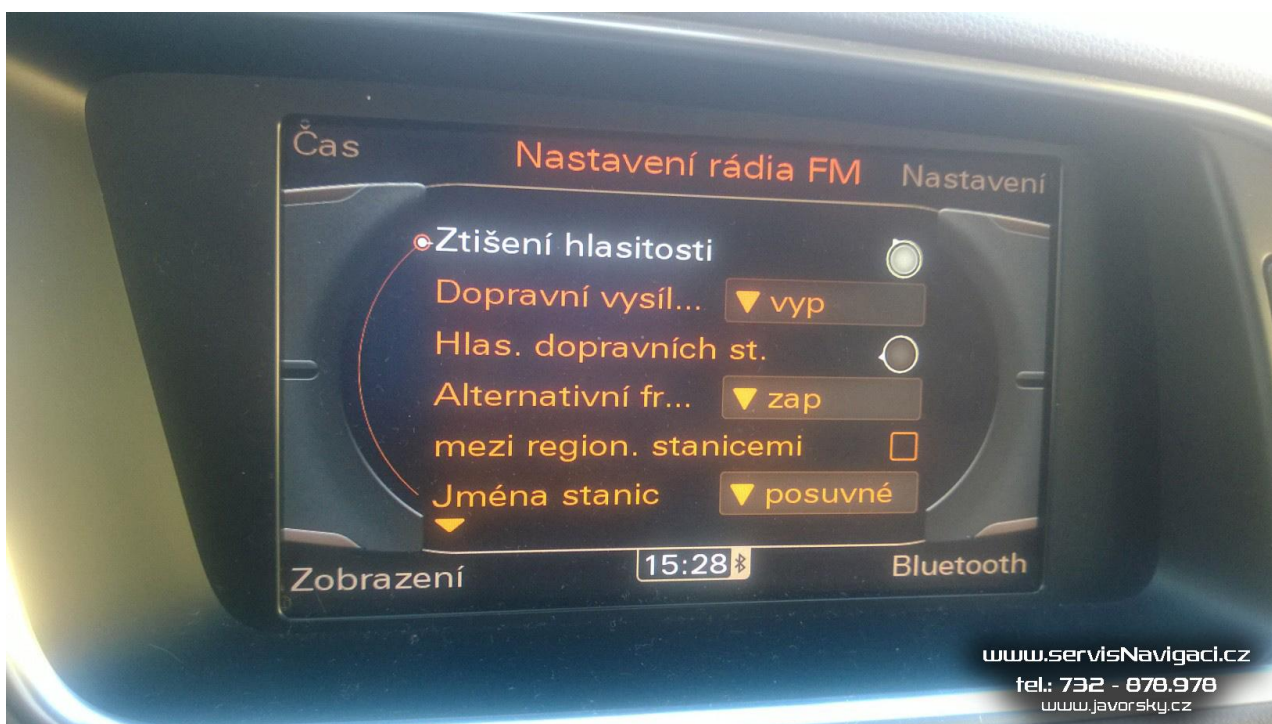 Čas
Nastavení rádia FM
Nastavení
Ztišení hlasitosti
Dopravní vysíl... vyp
Hlas. dopravních st.
Alternativní fr... zap
mezi region. stanicemi
Jména stanic posuvné
Zobrazení
15:28
Bluetooth
www.servisNavigaci.cz
tel.: 732 - 878.978
www.javorsky.cz